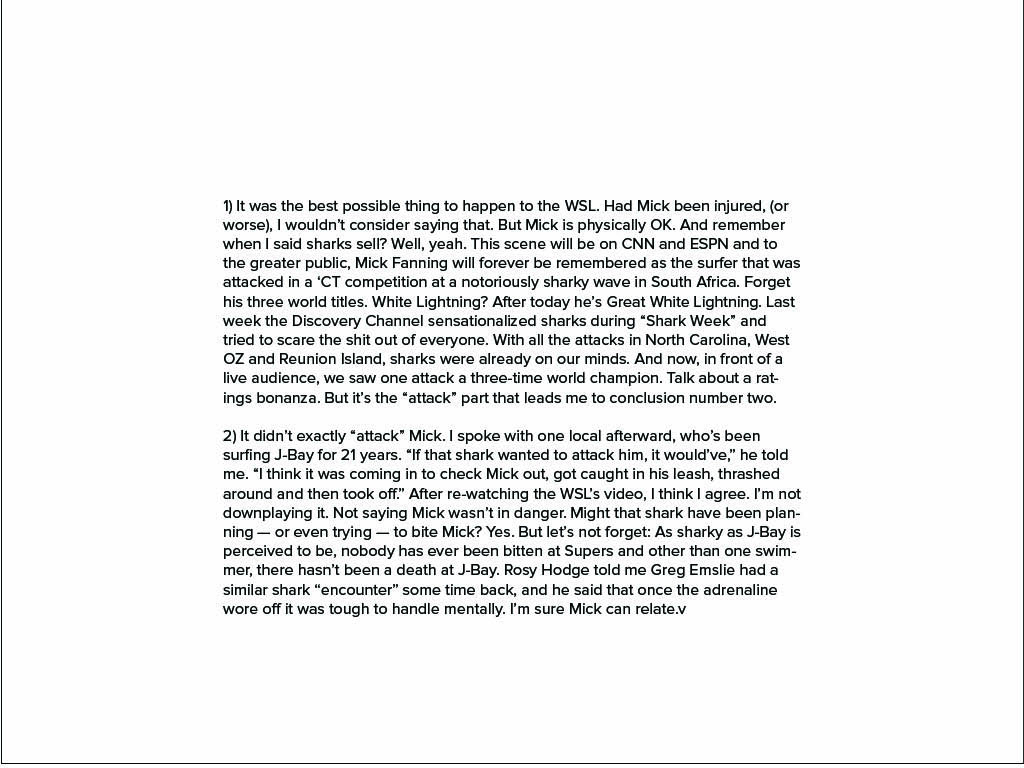 1) It was the best possible thing to happen to the WSL. Had Mick been injured, (or
worse), I wouldn’t consider saying that. But Mick is physically OK. And remember
when I said sharks sell? Well, yeah. This scene will be on CNN and ESPN and to
the greater public, Mick Fanning will forever be remembered as the surfer that was
attacked in a ‘CT competition at a notoriously sharky wave in South Africa. Forget
his three world titles. White Lightning? After today he’s Great White Lightning. Last
week the Discovery Channel sensationalized sharks during “Shark Week” and
tried to scare the shit out of everyone. With all the attacks in North Carolina, West
OZ and Reunion Island, sharks were already on our minds. And now, in front of a
live audience, we saw one attack a three-time world champion. Talk about a rat-
ings bonanza. But it’s the “attack” part that leads me to conclusion number two.
2) It didn’t exactly “attack” Mick. I spoke with one local afterward, who’s been
surfing J-Bay for 21 years. “If that shark wanted to attack him, it would’ve,” he told
me. “I think it was coming in to check Mick out, got caught in his leash, thrashed
around and then took off.” After re-watching the WSL’s video, I think I agree. I’m not
downplaying it. Not saying Mick wasn’t in danger. Might that shark have been plan-
ning — or even trying — to bite Mick? Yes. But let’s not forget: As sharky as J-Bay is
perceived to be, nobody has ever been bitten at Supers and other than one swim-
mer, there hasn’t been a death at J-Bay. Rosy Hodge told me Greg Emslie had a
similar shark “encounter” some time back, and he said that once the adrenaline
wore off it was tough to handle mentally. I’m sure Mick can relate.v